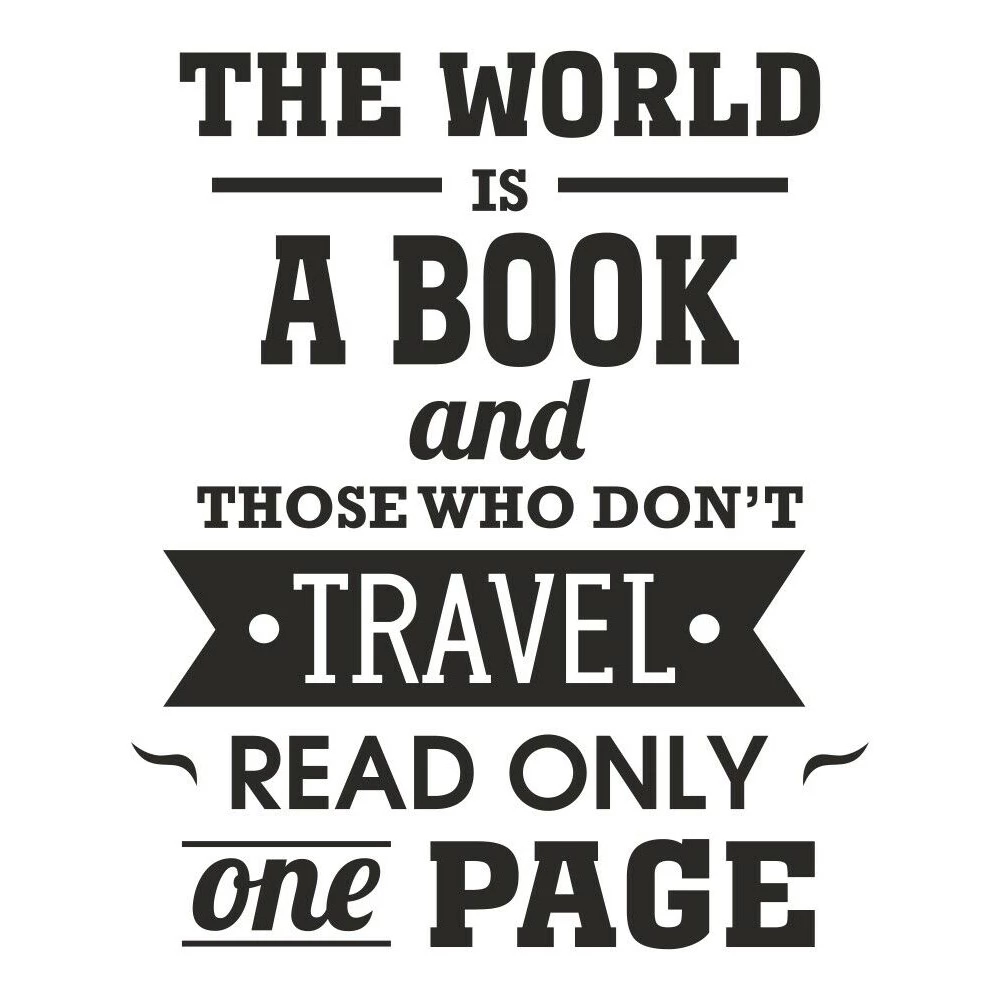 THE WORLD
IS
A BOOK
and
THOSE WHO DON'T
• TRAVEL •
READ ONLY
one PAGE